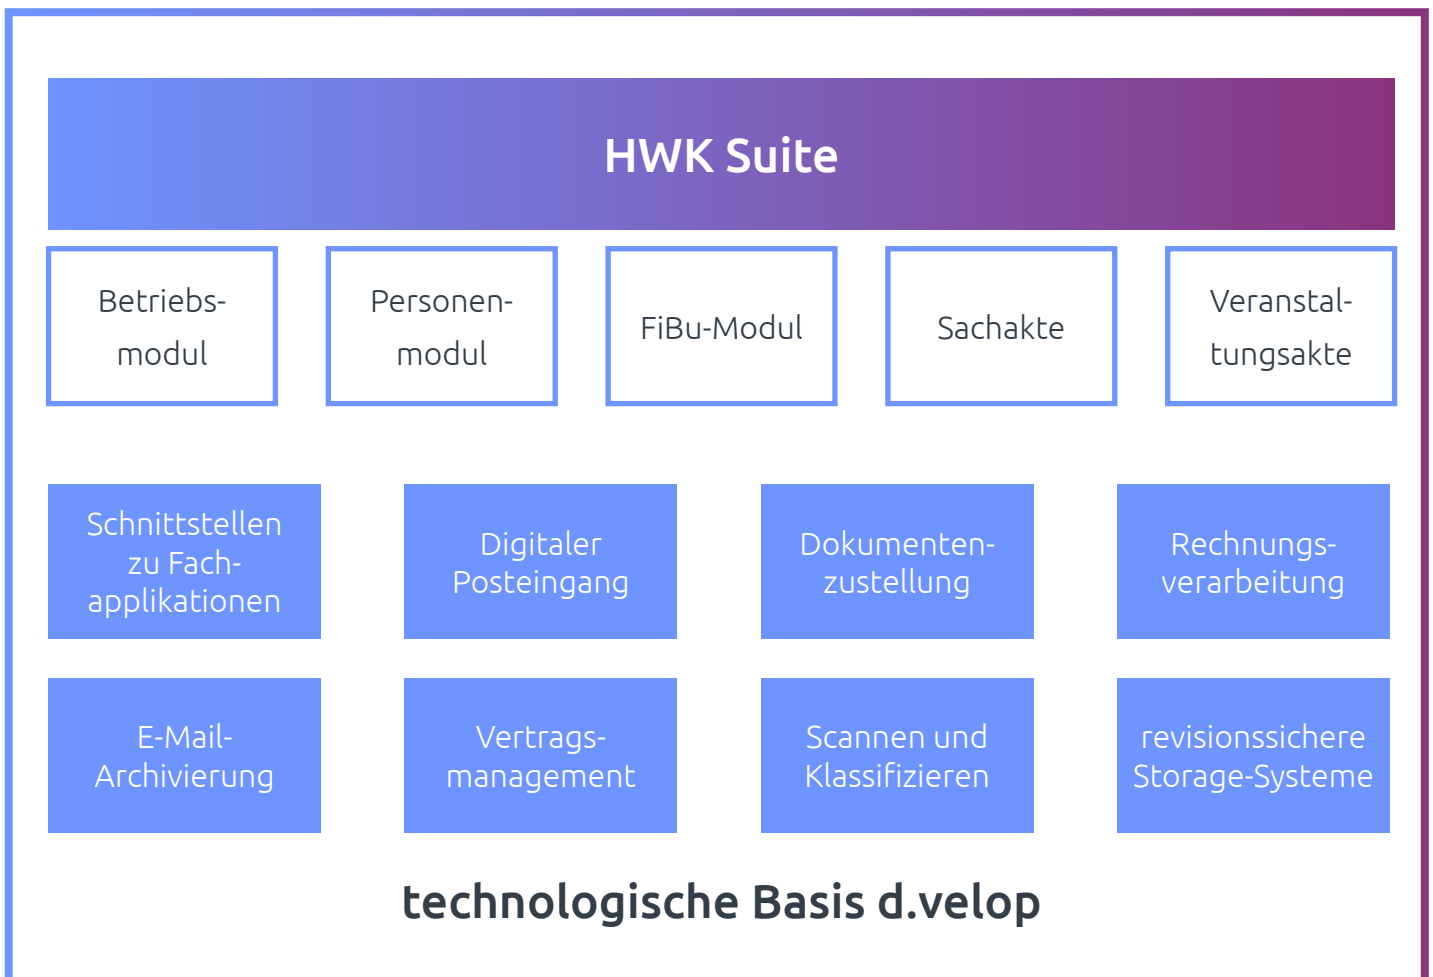 HWK Suite
Betriebs-
modul
Personen-
modul
FiBu-Modul
Sachakte
Veranstal-
tungsakte
Schnittstellen
zu Fach-
applikationen
Digitaler
Posteingang
Dokumenten-
zustellung
Rechnungs-
verarbeitung
E-Mail-
Archivierung
Vertrags-
management
Scannen und
Klassifizieren
revisionssichere
Storage-Systeme
technologische Basis d.velop